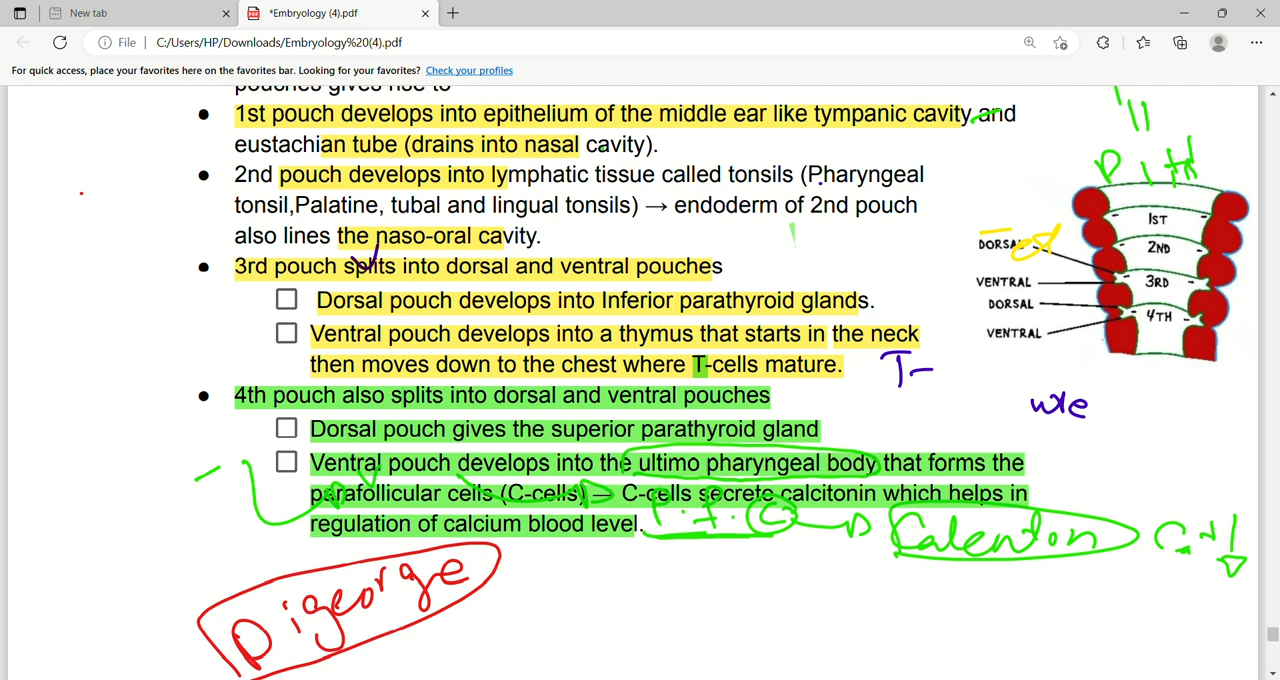 New tab
*Embryology (4).pdf
File
C:/Users/HP/Downloads/Embryology%20(4).pdf
For quick access, place your favorites here on the favorites bar. Looking for your favorites? Check your profiles
pouches gives rise to
● 1st pouch develops into epithelium of the middle ear like tympanic cavity and
eustachian tube (drains into nasal cavity).
● 2nd pouch develops into lymphatic tissue called tonsils (Pharyngeal
tonsil,Palatine, tubal and lingual tonsils) → endoderm of 2nd pouch
also lines the naso-oral cavity.
● 3rd pouch splits into dorsal and ventral pouches
Dorsal pouch develops into Inferior parathyroid glands.
Ventral pouch develops into a thymus that starts in the neck
then moves down to the chest where T-cells mature.
● 4th pouch also splits into dorsal and ventral pouches
Dorsal pouch gives the superior parathyroid gland
Ventral pouch develops into the ultimo pharyngeal body that forms the
parafollicular cells (C-cells) → C-cells secrete calcitonin which helps in
regulation of calcium blood level.
1ST
2ND
3RD
4TH
DORSAL
VENTRAL
DORSAL
VENTRAL
T-
Digeorge